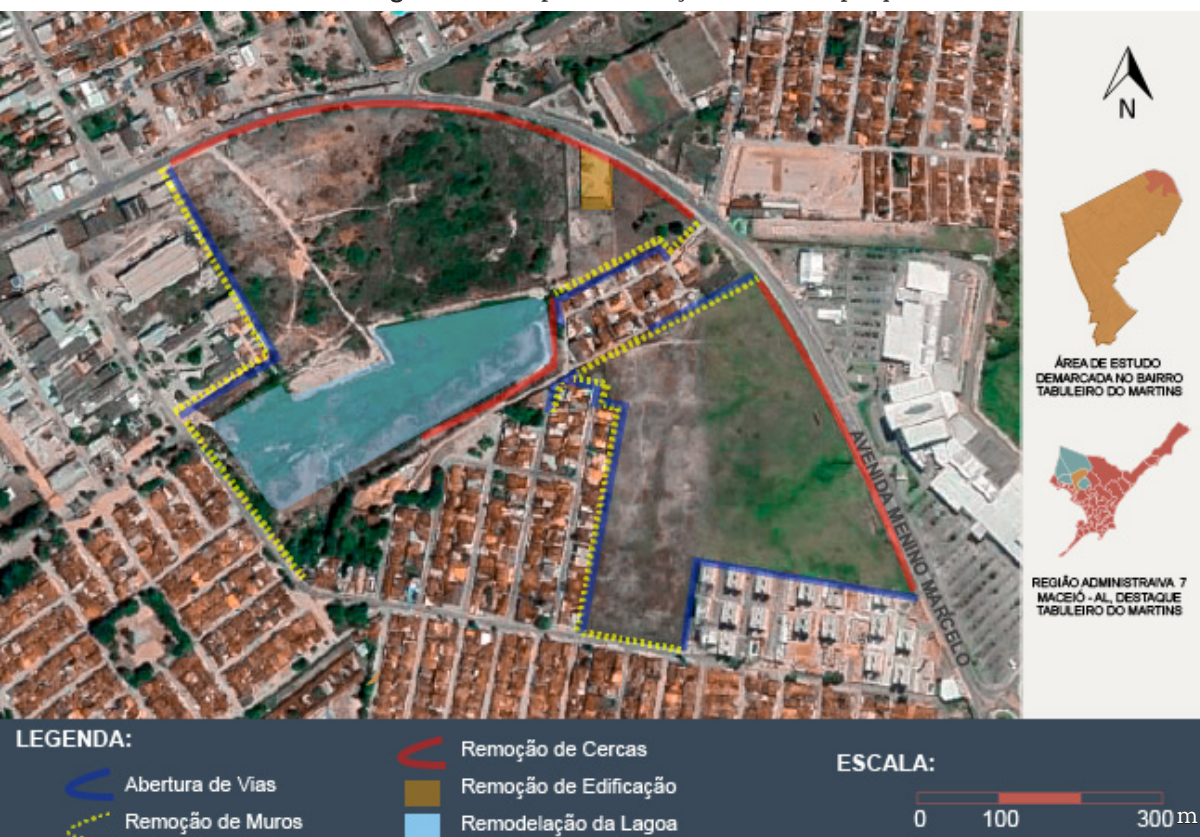 N
ÁREA DE ESTUDO
DEMARCADA NO BAIRRO
TABULEIRO DO MARTINS
AVENIDA MENINO MARCELO
REGIÃO ADMINISTRAIVA 7
MACEIÓ - AL, DESTAQUE
TABULEIRO DO MARTINS
LEGENDA:
Abertura de Vias
Remoção de Muros
Remoção de Cercas
Remoção de Edificação
Remodelação da Lagoa
ESCALA:
0 100 300 m